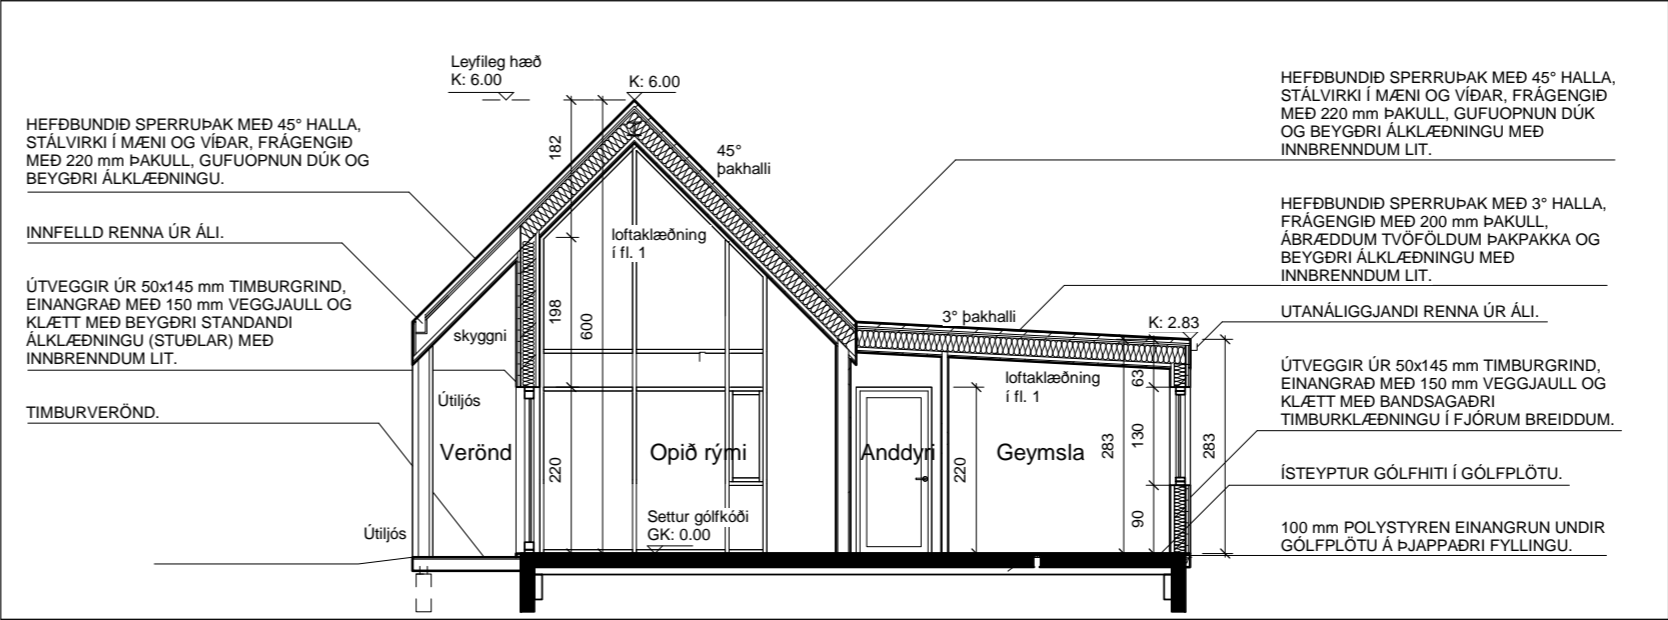 Leyfileg hæð
K: 6.00
K: 6.00
HEFÐBUNDIÐ SPERRUÞAK MEÐ 45° HALLA,
STÁLVIRKI Í MÆNI OG VÍÐAR, FRÁGENGIÐ
MEÐ 220 mm ÞAKULL, GUFUOPNUN DÚK OG
BEYGÐRI ÁLKLÆÐNINGU.
INNFELLD RENNA ÚR ÁLI.
ÚTVEGGIR ÚR 50x145 mm TIMBURGRIND,
EINANGRAÐ MEÐ 150 mm VEGGJAULL OG
KLÆTT MEÐ BEYGÐRI STANDANDI
ÁLKLÆÐNINGU (STUÐLAR) MEÐ
INNBRENNDUM LIT.
TIMBURVERÖND.
182
45°
þakhalli
loftaklæðning
í fl. 1
198
600
skyggni
Útiljós
Verönd
220
Opið rými
Settur gólfkóði
GK: 0.00
Útiljós
3° þakhalli
K: 2.83
loftaklæðning
í fl. 1
Anddyri
220
Geymsla
283
63
130
90
283
HEFÐBUNDIÐ SPERRUÞAK MEÐ 45° HALLA,
STÁLVIRKI Í MÆNI OG VÍÐAR, FRÁGENGIÐ
MEÐ 220 mm ÞAKULL, GUFUOPNUN DÚK
OG BEYGÐRI ÁLKLÆÐNINGU MEÐ
INNBRENNDUM LIT.
HEFÐBUNDIÐ SPERRUÞAK MEÐ 3° HALLA,
FRÁGENGIÐ MEÐ 200 mm ÞAKULL,
ÁBRÆDDUM TVÖFÖLDUM ÞAKPAKKA OG
BEYGÐRI ÁLKLÆÐNINGU MEÐ
INNBRENNDUM LIT.
UTANÁLIGGJANDI RENNA ÚR ÁLI.
ÚTVEGGIR ÚR 50x145 mm TIMBURGRIND,
EINANGRAÐ MEÐ 150 mm VEGGJAULL OG
KLÆTT MEÐ BANDSAGAÐRI
TIMBURKLÆÐNINGU Í FJÓRUM BREIDDUM.
ÍSTEYPTUR GÓLFHITI Í GÓLFPLÖTU.
100 mm POLYSTYREN EINANGRUN UNDIR
GÓLFPLÖTU Á ÞJAPPAÐRI FYLLINGU.